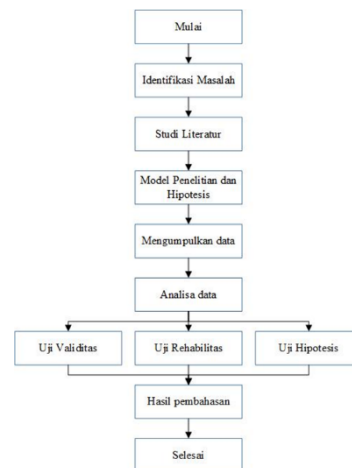 Mulai
Identifikasi Masalah
Studi Literatur
Model Penelitian dan
Hipotesis
Mengumpulkan data
Analisa data
Uji Validitas
Uji Rehabilitas
Uji Hipotesis
Hasil pembahasan
Selesai